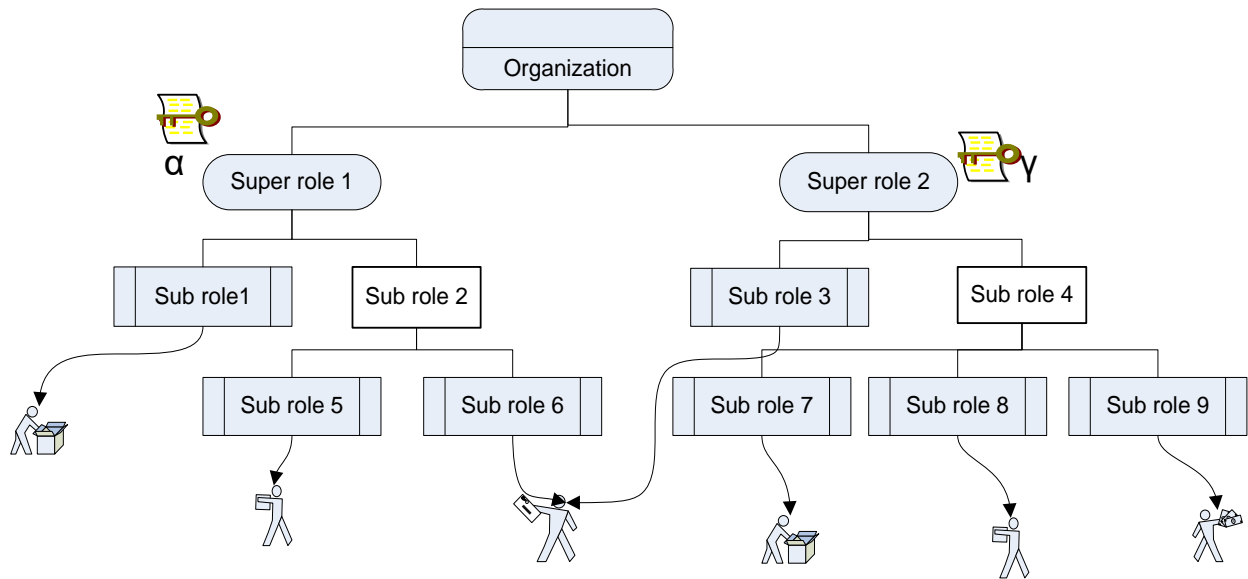 Organization
α
Super role 1
Super role 2
γ
Sub role1
Sub role 2
Sub role 3
Sub role 4
Sub role 5
Sub role 6
Sub role 7
Sub role 8
Sub role 9